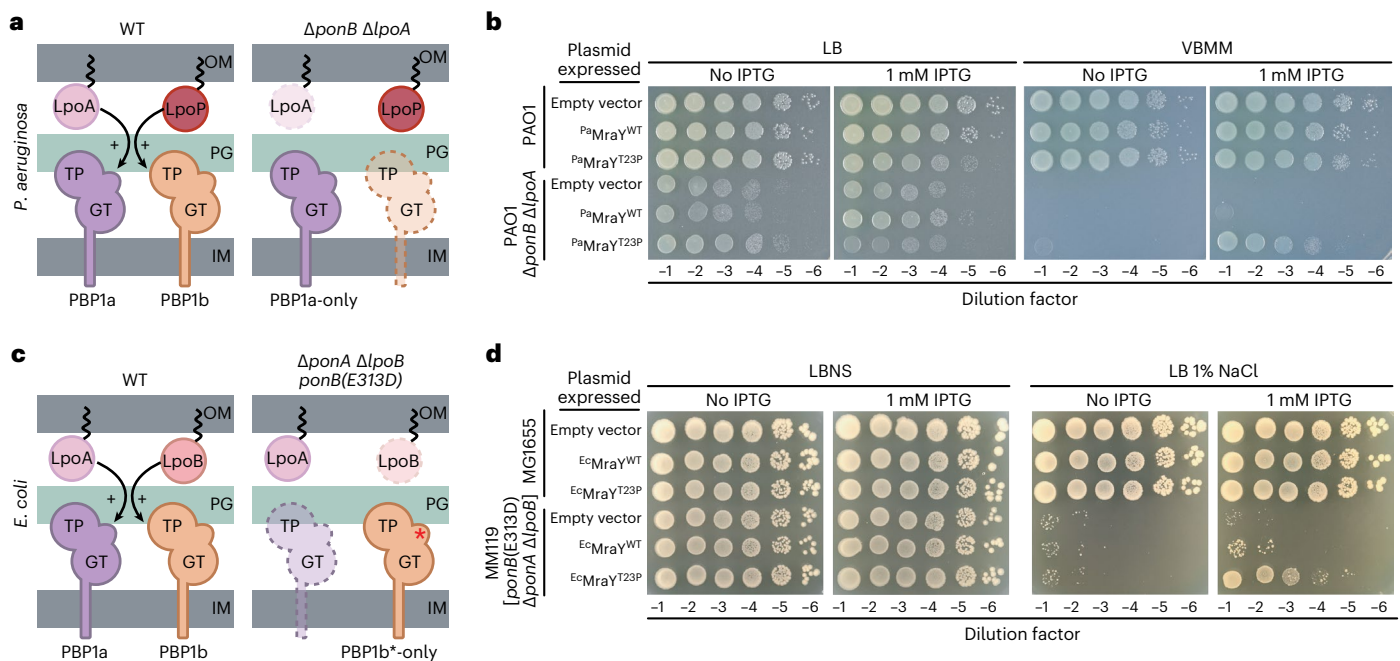 a
WT
ΔponB ΔlpoA
P. aeruginosa
OM
LpoA
LpoP
+
+
PG
TP
TP
GT
GT
IM
PBP1a
PBP1b
OM
LpoA
LpoP
PG
TP
TP
GT
GT
IM
PBP1a-only
b
Plasmid expressed
LB
VBMM
No IPTG
1 mM IPTG
No IPTG
1 mM IPTG
PAO1
Empty vector
PaMraYWT
PaMraYT23P
PAO1 ΔponB ΔlpoA
Empty vector
PaMraYWT
PaMraYT23P
–1 –2 –3 –4 –5 –6
–1 –2 –3 –4 –5 –6
–1 –2 –3 –4 –5 –6
–1 –2 –3 –4 –5 –6
Dilution factor
c
WT
ΔponA ΔlpoB
ponB(E313D)
E. coli
OM
LpoA
LpoB
+
+
PG
TP
TP
GT
GT
IM
PBP1a
PBP1b
OM
LpoA
LpoB
PG
TP
TP
*
GT
GT
IM
PBP1b*-only
d
Plasmid expressed
LBNS
LB 1% NaCl
No IPTG
1 mM IPTG
No IPTG
1 mM IPTG
MG1655
Empty vector
EcMraYWT
EcMraYT23P
MM119
[ponB(E313D)
ΔponA ΔlpoB]
Empty vector
EcMraYWT
EcMraYT23P
–1 –2 –3 –4 –5 –6
–1 –2 –3 –4 –5 –6
–1 –2 –3 –4 –5 –6
–1 –2 –3 –4 –5 –6
Dilution factor